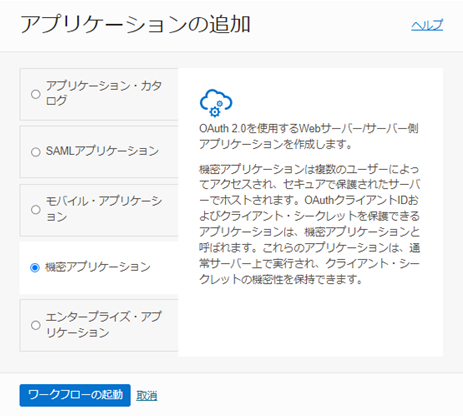 アプリケーションの追加
ヘルプ
アプリケーション・カタ
ログ
SAMLアプリケーション
モバイル・アプリケーシ
ョン
機密アプリケーション
エンタープライズ・アプ
リケーション
OAuth 2.0を使用するWebサーバー/サーバー側
アプリケーションを作成します。
機密アプリケーションは複数のユーザーによっ
てアクセスされ、セキュアで保護されたサーバ
ーでホストされます。OAuthクライアントIDお
よびクライアント・シークレットを保護できる
アプリケーションは、機密アプリケーションと
呼ばれます。これらのアプリケーションは、通
常サーバー上で実行され、クライアント・シー
クレットの機密性を保持できます。
ワークフローの起動
取消